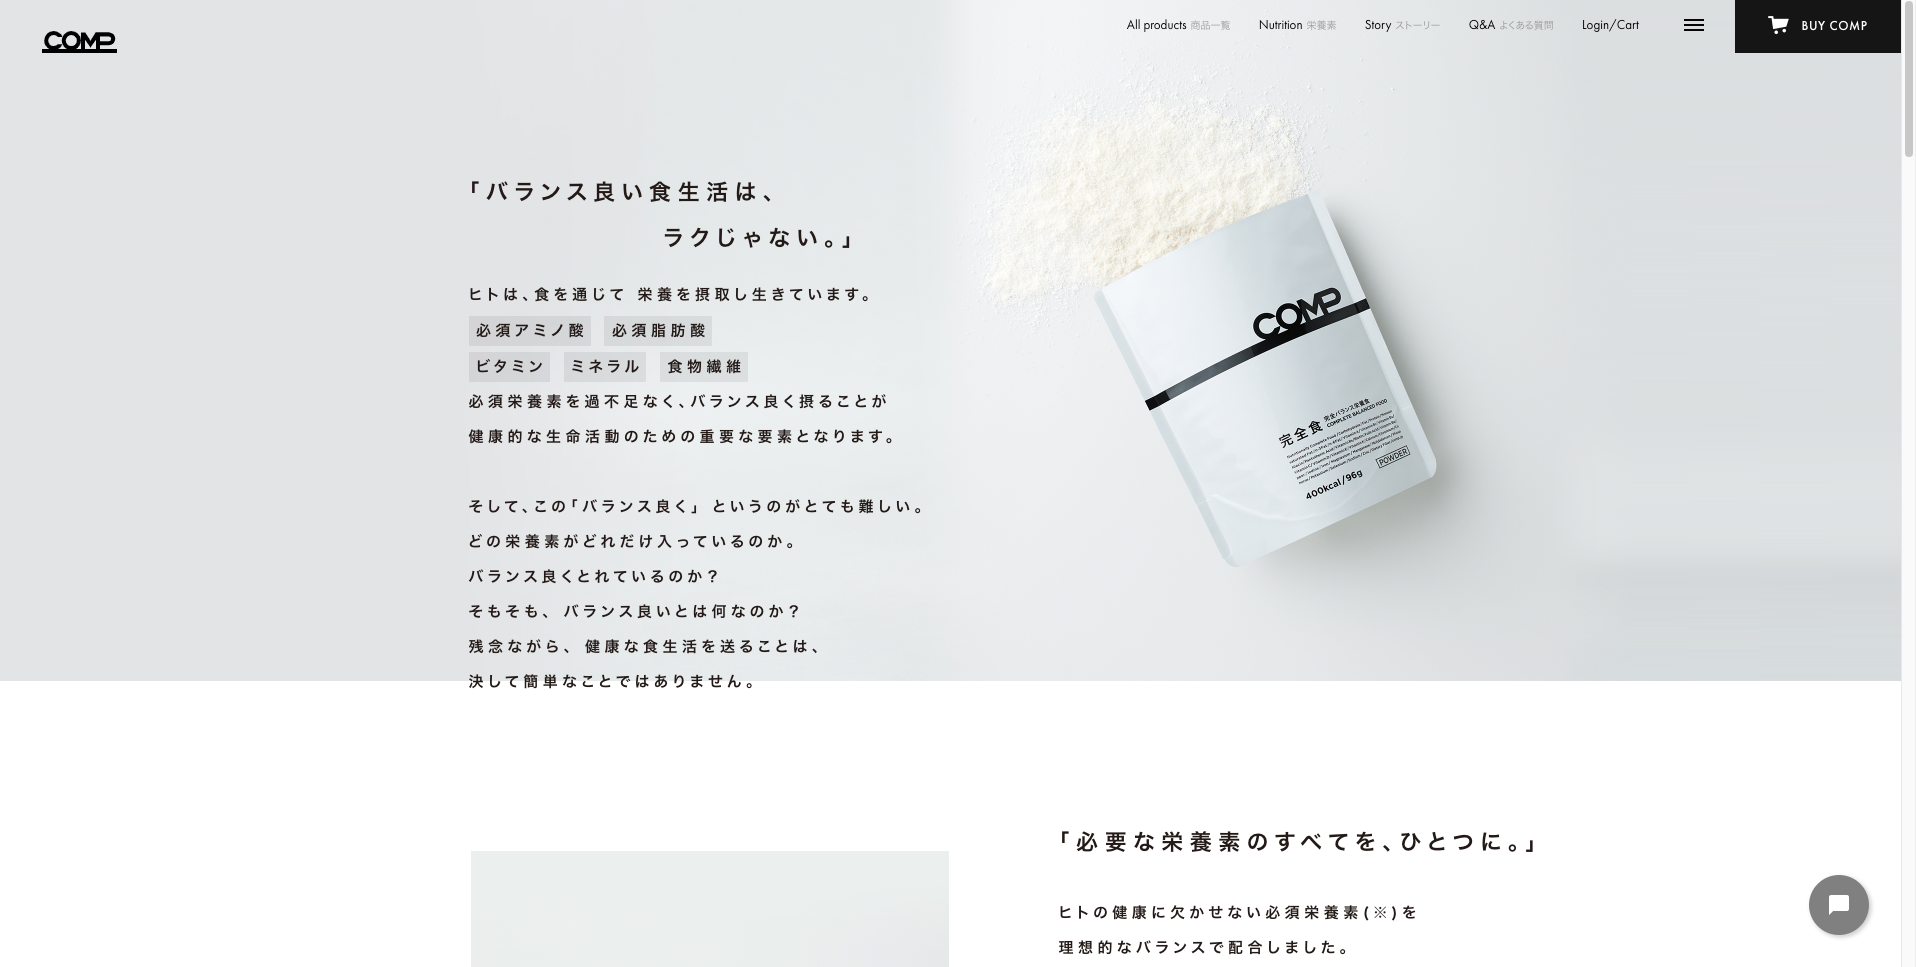 COMP
All products 商品一覧
Nutrition 栄養素
Story ストーリー
Q&A よくある質問
Login/Cart
BUY COMP
「バランス良い食生活は、
ラクじゃない。」
ヒトは、食を通じて 栄養を摂取し生きています。
必須アミノ酸 必須脂肪酸
ビタミン ミネラル 食物繊維
必須栄養素を過不足なく、バランス良く摂ることが
健康的な生命活動のための重要な要素となります。
そして、この「バランス良く」 というのがとても難しい。
どの栄養素がどれだけ入っているのか。
バランス良くとれているのか？
そもそも、 バランス良いとは何なのか？
残念ながら、 健康な食生活を送ることは、
決して簡単なことではありません。
COMP
完全食 完全バランス栄養食
COMPLETE BALANCED FOOD
POWDER
400kcal/96g
「必要な栄養素のすべてを、ひとつに。」
ヒトの健康に欠かせない必須栄養素(※)を
理想的なバランスで配合しました。